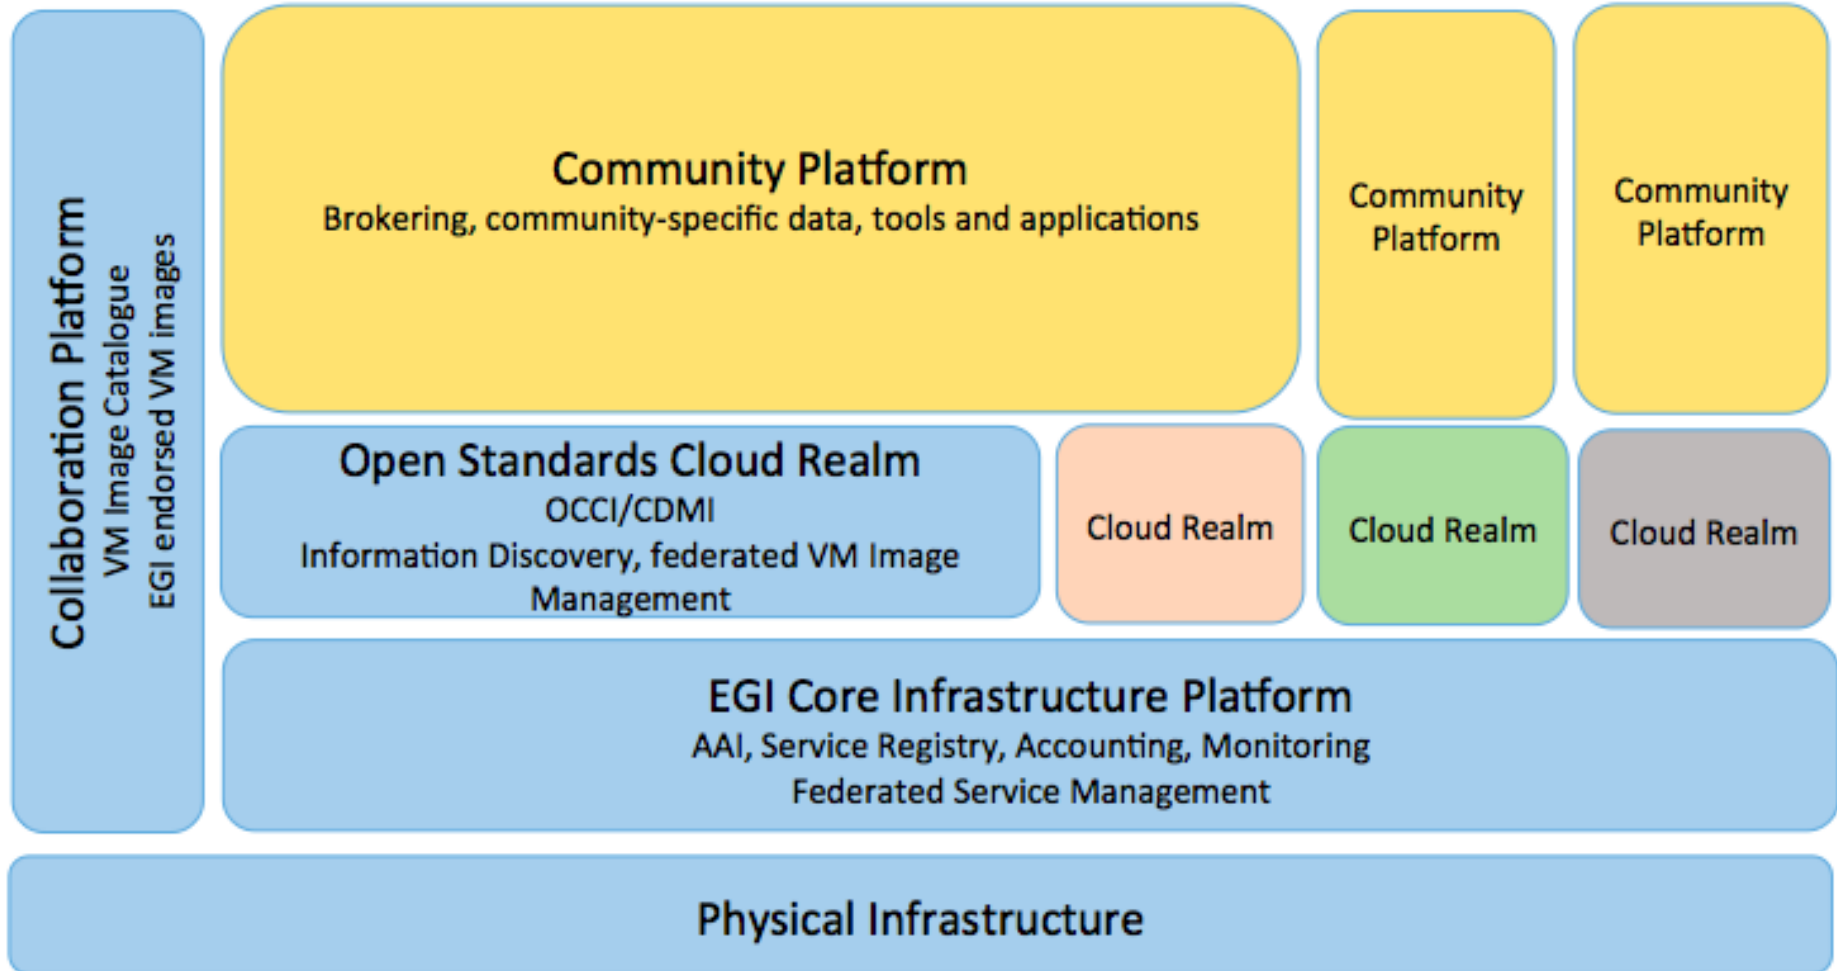 Collaboration Platform
VM Image Catalogue
EGI endorsed VM images
Community Platform
Brokering, community-specific data, tools and applications
Community
Platform
Community
Platform
Open Standards Cloud Realm
OCCI/CDMI
Information Discovery, federated VM Image
Management
Cloud Realm
Cloud Realm
Cloud Realm
EGI Core Infrastructure Platform
AAI, Service Registry, Accounting, Monitoring
Federated Service Management
Physical Infrastructure